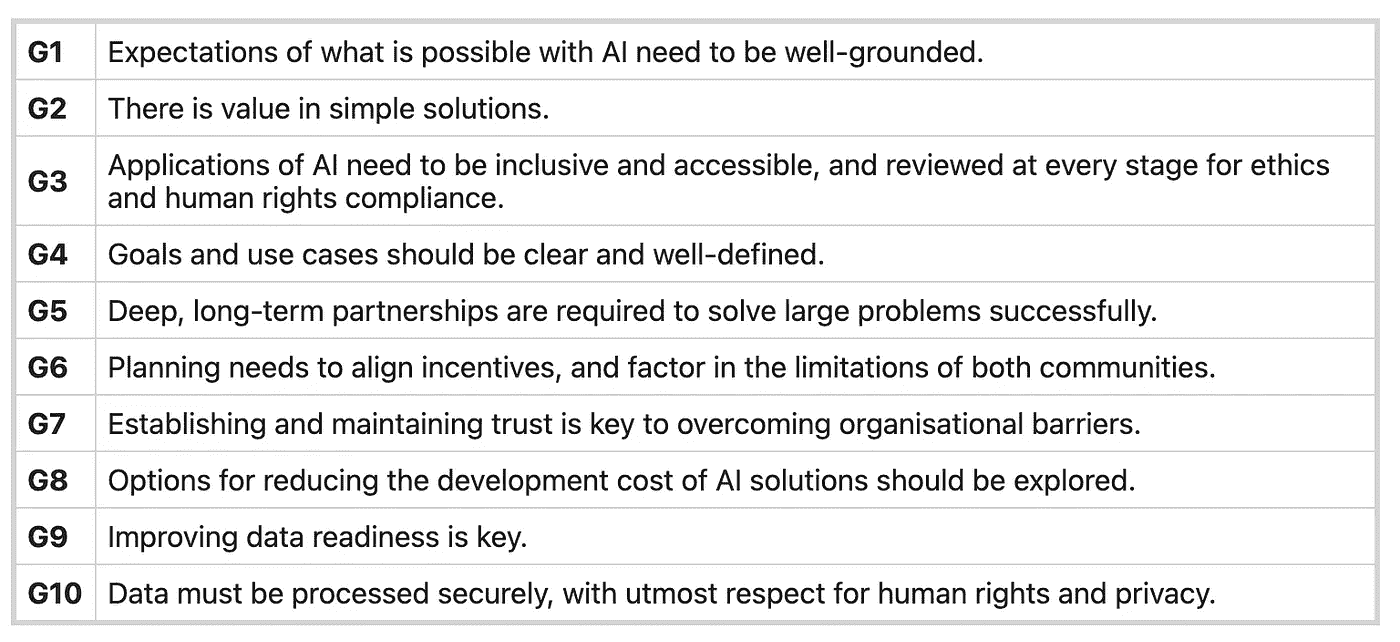 G1 Expectations of what is possible with AI need to be well-grounded.
G2 There is value in simple solutions.
G3 Applications of AI need to be inclusive and accessible, and reviewed at every stage for ethics
and human rights compliance.
G4 Goals and use cases should be clear and well-defined.
G5 Deep, long-term partnerships are required to solve large problems successfully.
G6 Planning needs to align incentives, and factor in the limitations of both communities.
G7 Establishing and maintaining trust is key to overcoming organisational barriers.
G8 Options for reducing the development cost of AI solutions should be explored.
G9 Improving data readiness is key.
G10 Data must be processed securely, with utmost respect for human rights and privacy.